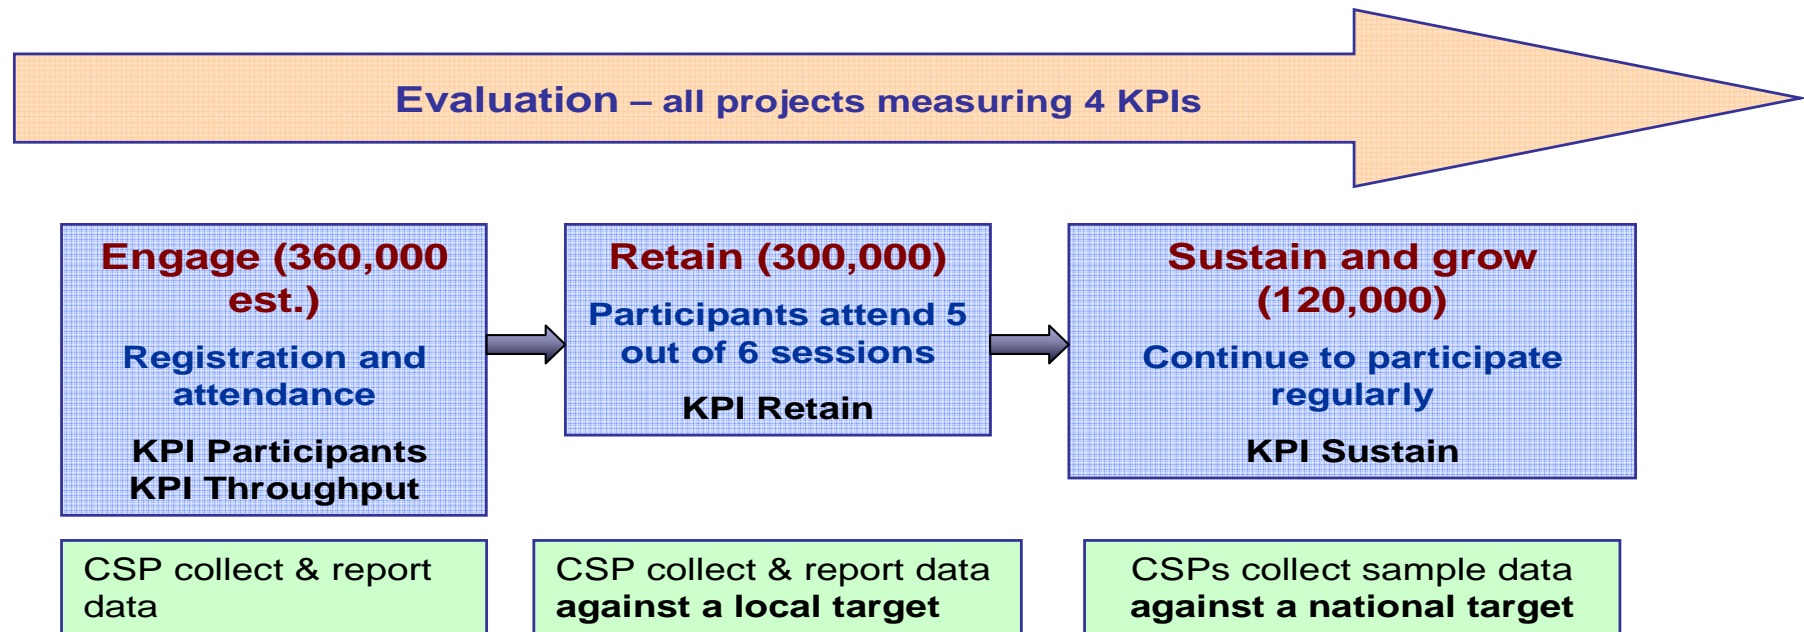 Evaluation – all projects measuring 4 KPIs
Engage (360,000
est.)
Registration and
attendance
KPI Participants
KPI Throughput
Retain (300,000)
Participants attend 5
out of 6 sessions
KPI Retain
Sustain and grow
(120,000)
Continue to participate
regularly
KPI Sustain
CSP collect & report
data
CSP collect & report data
against a local target
CSPs collect sample data
against a national target